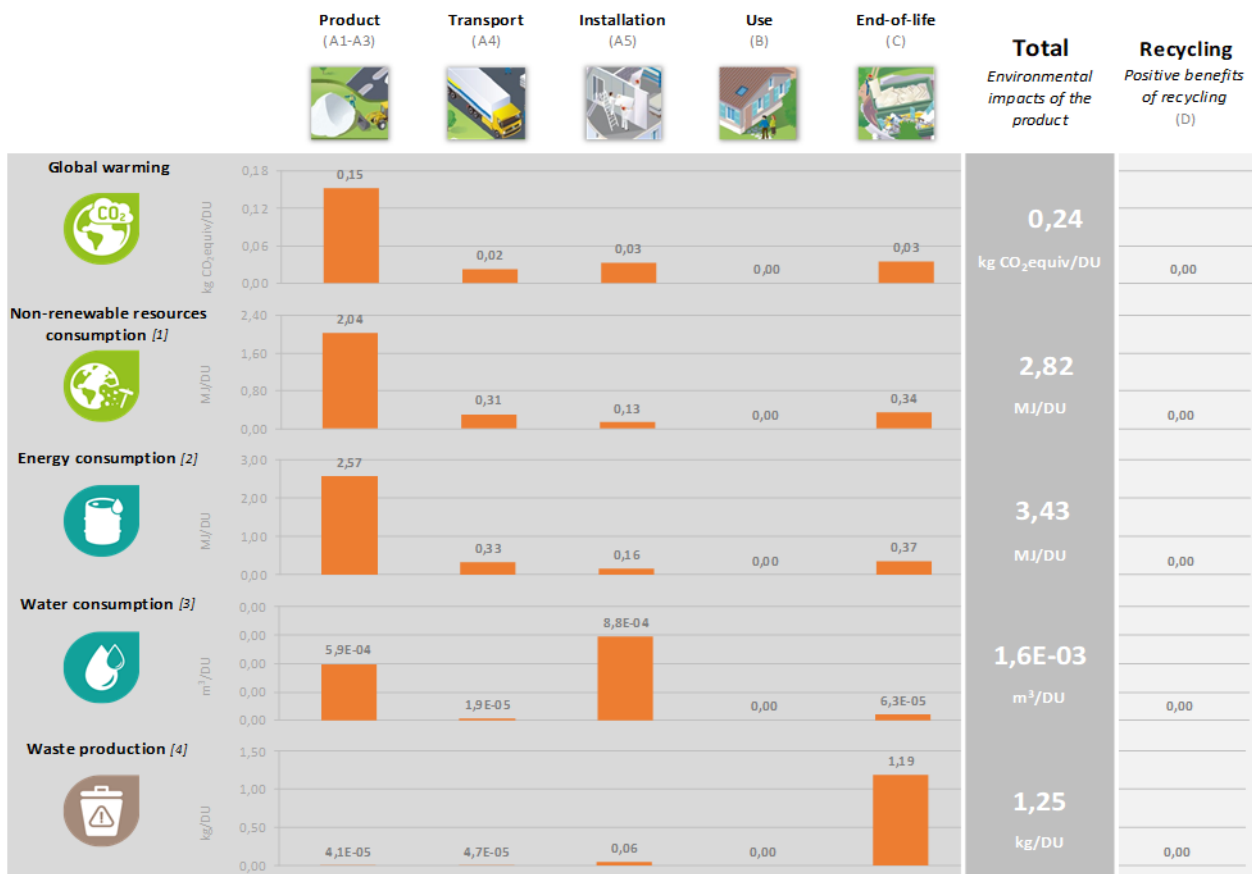 Product
(A1-A3)
Transport
(A4)
Installation
(A5)
Use
(B)
End-of-life
(C)
Total
Environmental
impacts of the
product
Recycling
Positive benefits
of recycling
(D)
Global warming
CO₂
kg CO₂equiv/DU
0,18
0,12
0,06
0,00
0,15
0,02
0,03
0,00
0,03
0,24
kg CO₂equiv/DU
0,00
Non-renewable resources
consumption [1]
MJ/DU
2,40
1,60
0,80
0,00
2,04
0,31
0,13
0,00
0,34
2,82
MJ/DU
0,00
Energy consumption [2]
MJ/DU
3,00
2,00
1,00
0,00
2,57
0,33
0,16
0,00
0,37
3,43
MJ/DU
0,00
Water consumption [3]
m³/DU
0,00
0,00
0,00
0,00
0,00
5,9E-04
1,9E-05
8,8E-04
0,00
6,3E-05
1,6E-03
m³/DU
0,00
Waste production [4]
kg/DU
1,50
1,00
0,50
0,00
4,1E-05
4,7E-05
0,06
0,00
1,19
1,25
kg/DU
0,00